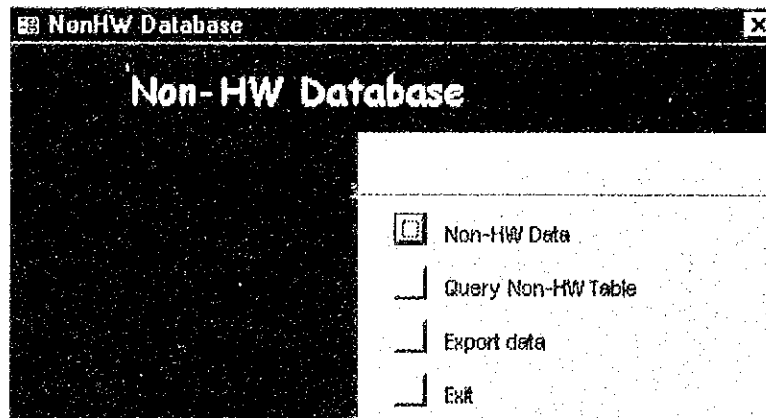 NonHW Database
Non-HW Database
Non-HW Data
Query Non-HW Table
Export data
Exit